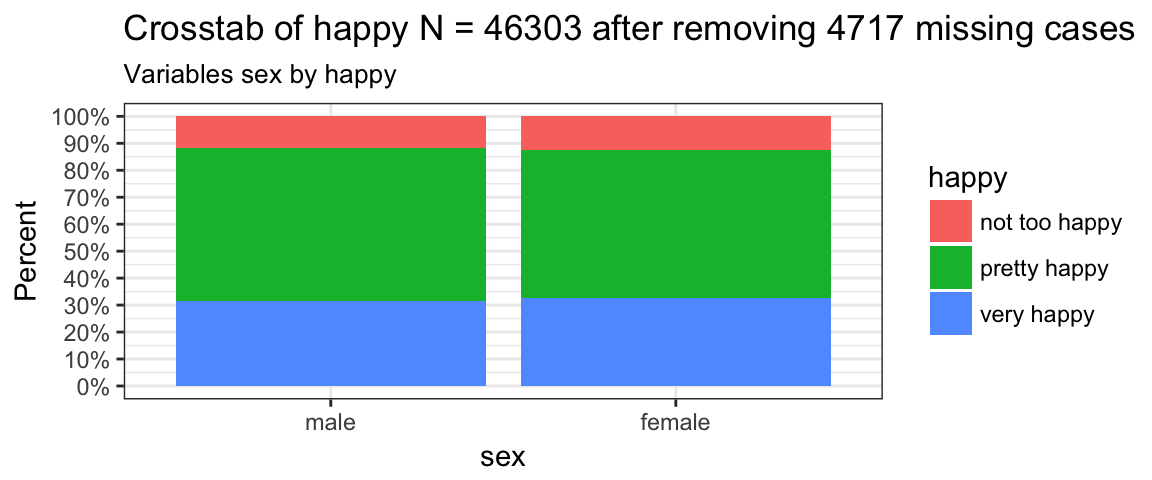 Crosstab of happy N = 46303 after removing 4717 missing cases
Variables sex by happy
Percent
100%
90%
80%
70%
60%
50%
40%
30%
20%
10%
0%
male female
sex
happy
not too happy
pretty happy
very happy